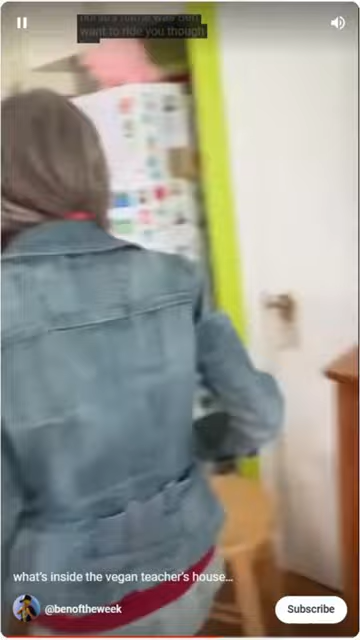 want to ride you though
what's inside the vegan teacher's house...
@benoftheweek
Subscribe